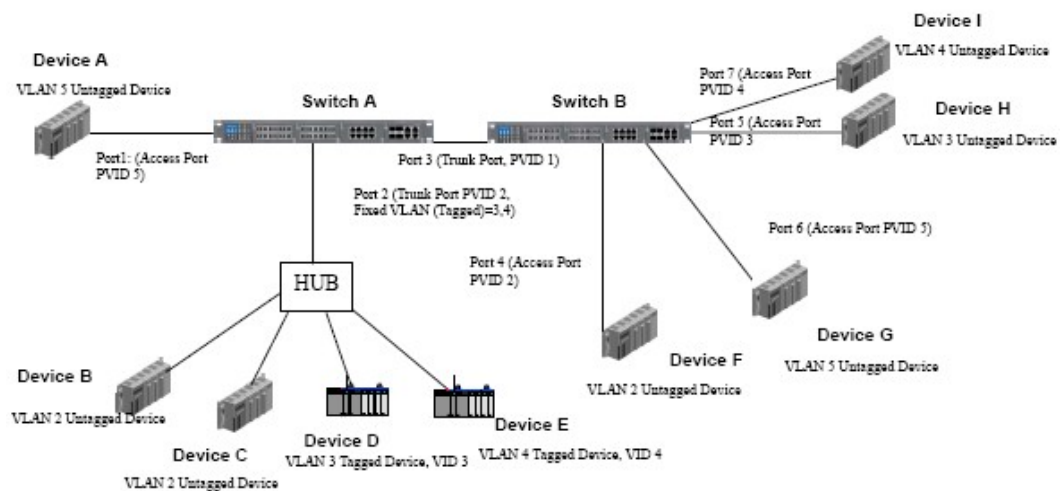 Device I
VLAN 4 Untagged Device
Device A
VLAN 5 Untagged Device
Port 7 (Access Port
PVID 4
Switch A
Switch B
Device H
Port 5 (Access Port
PVID 3
VLAN 3 Untagged Device
Port1: (Access Port
PVID 5)
Port 3 (Trunk Port, PVID 1)
Port 2 (Trunk Port PVID 2,
Fixed VLAN (Tagged)=3,4)
Port 6 (Access Port PVID 5)
Port 4 (Access Port
PVID 2)
HUB
Device G
VLAN 5 Untagged Device
Device F
VLAN 2 Untagged Device
Device B
VLAN 2 Untagged Device
Device E
VLAN 4 Tagged Device, VID 4
Device D
VLAN 3 Tagged Device, VID 3
Device C
VLAN 2 Untagged Device